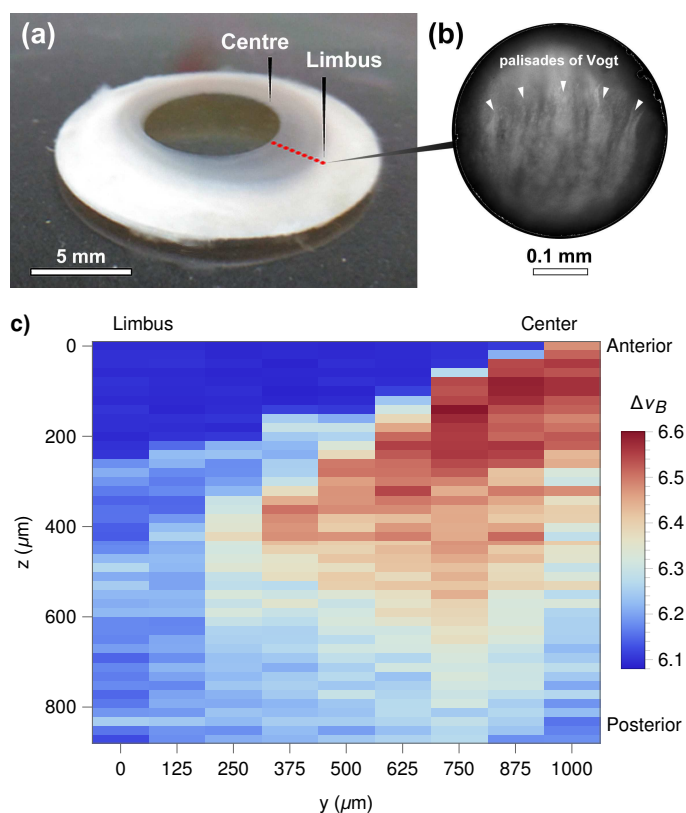 (a)
Centre
Limbus
5 mm
(b)
palisades of Vogt
0.1 mm
c)
Limbus
Center
0
200
400
600
800
z (µm)
Anterior
Posterior
Δν_B
6.6
6.5
6.4
6.3
6.2
6.1
0 125 250 375 500 625 750 875 1000
y (µm)